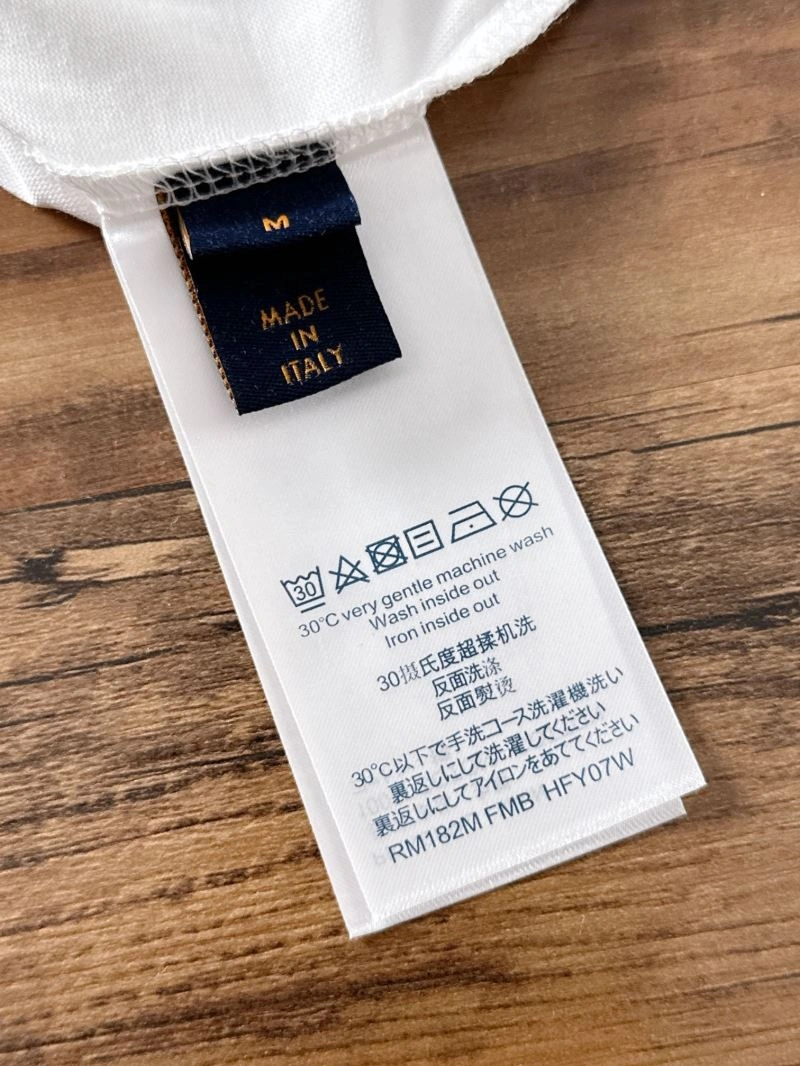 M
MADE
IN
ITALY
30
30°C very gentle machine wash
Wash inside out
Iron inside out
30摄氏度超揉机洗
反面洗涤
反面熨烫
30℃以下で手洗コース洗濯機洗い
裏返しにして洗濯してください
裏返しにしてアイロンをあててください
RM182M FMB HFY07W